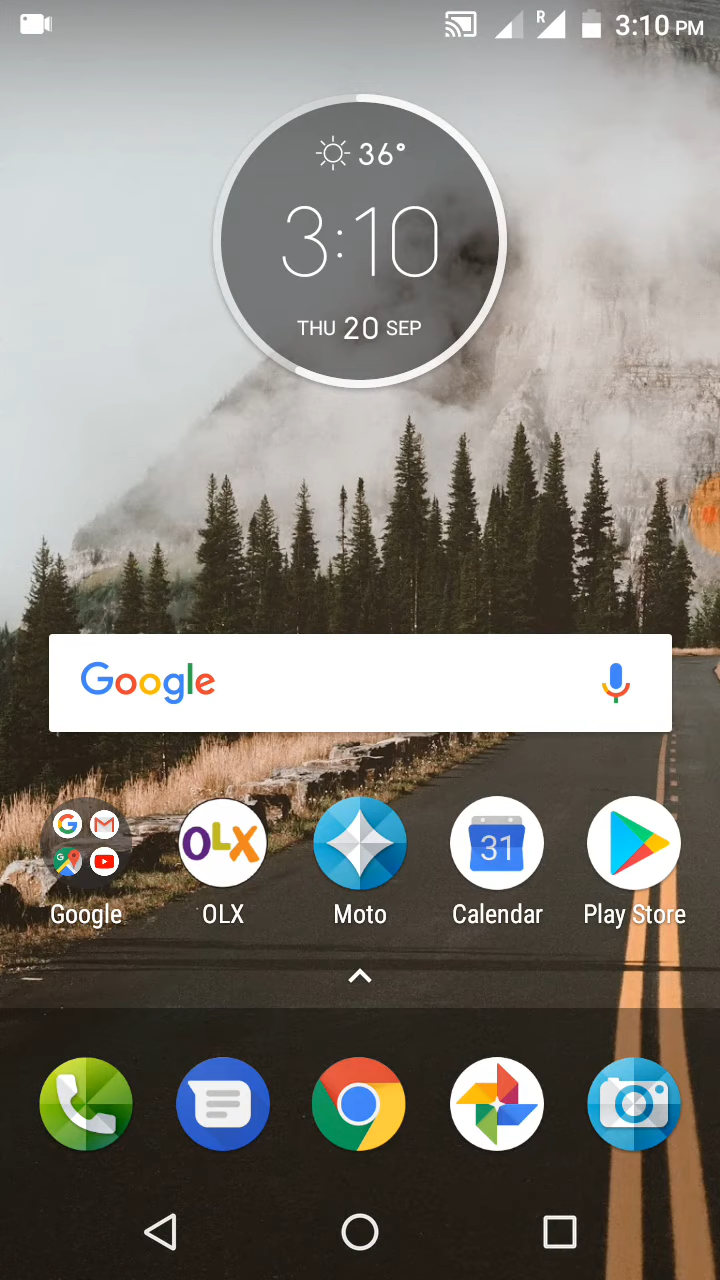 R 3:10 PM
36°
3:10
THU 20 SEP
Google
G
G
OLX
31
Google OLX Moto Calendar Play Store